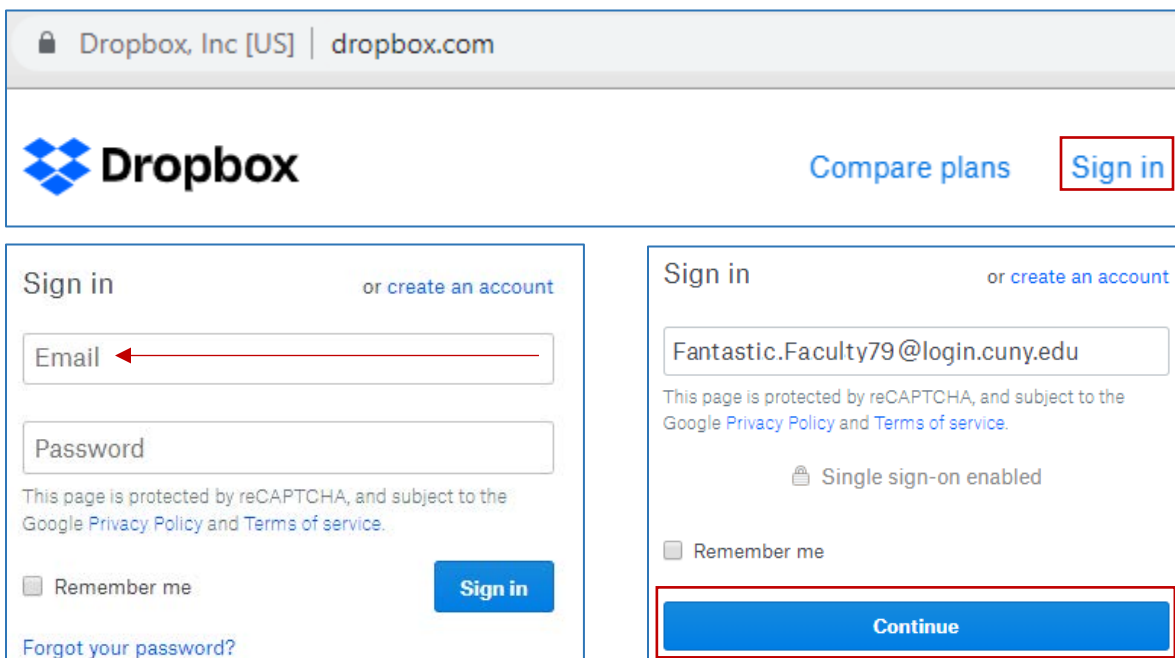 Dropbox, Inc [US] | dropbox.com
Dropbox
Compare plans
Sign in
Sign in
or create an account
Email
Password
This page is protected by reCAPTCHA, and subject to the
Google Privacy Policy and Terms of service.
Remember me
Sign in
Forgot your password?
Sign in
or create an account
Fantastic.Faculty79@login.cuny.edu
This page is protected by reCAPTCHA, and subject to the
Google Privacy Policy and Terms of service.
Single sign-on enabled
Remember me
Continue